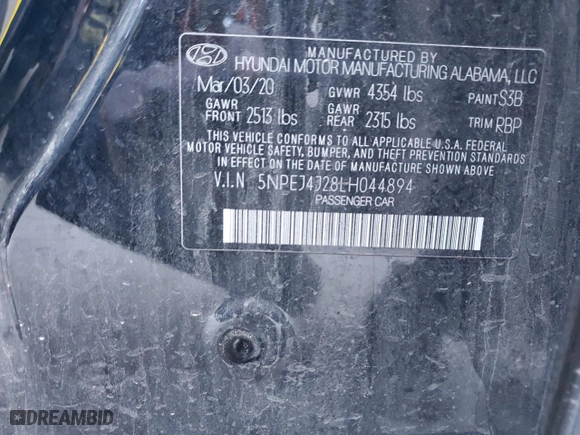 MANUFACTURED BY
HYUNDAI MOTOR MANUFACTURING ALABAMA, LLC
Mar/03/20 GVWR 4354 lbs PAINT S3B
GAWR FRONT 2513 lbs GAWR REAR 2315 lbs TRIM RBP
THIS VEHICLE CONFORMS TO ALL APPLICABLE U.S.A. FEDERAL
MOTOR VEHICLE SAFETY, BUMPER, AND THEFT PREVENTION STANDARDS
IN EFFECT ON THE DATE OF MANUFACTURE SHOWN ABOVE.
V.I.N 5NPEJ4J28LH044894
PASSENGER CAR
DREAMBID